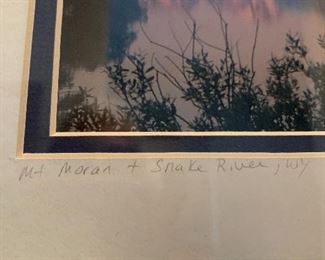 Mt Moran + Snake River, WY